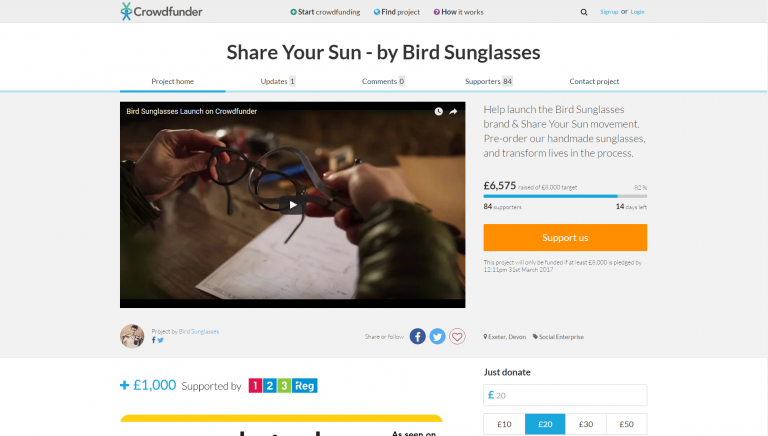 Crowdfunder
Start crowdfunding
Find project
How it works
Sign up or Login
Share Your Sun - by Bird Sunglasses
Project home
Updates 1
Comments 0
Supporters 84
Contact project
Bird Sunglasses Launch on Crowdfunder
Help launch the Bird Sunglasses
brand & Share Your Sun movement.
Pre-order our handmade sunglasses,
and transform lives in the process.
£6,575 raised of £8,000 target
82 %
84 supporters
14 days left
Support us
This project will only be funded if at least £8,000 is pledged by
12:11pm 31st March 2017
Project by Bird Sunglasses
Share or follow
Exeter, Devon
Social Enterprise
+ £1,000 Supported by 1 2 3 Reg
As seen on
Just donate
£ 20
£10
£20
£30
£50